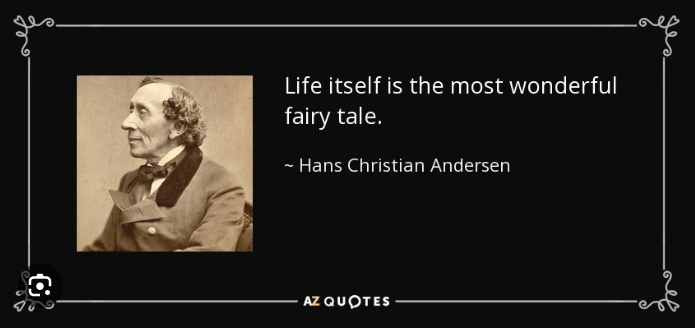 Life itself is the most wonderful
fairy tale.
~ Hans Christian Andersen
AZ QUOTES